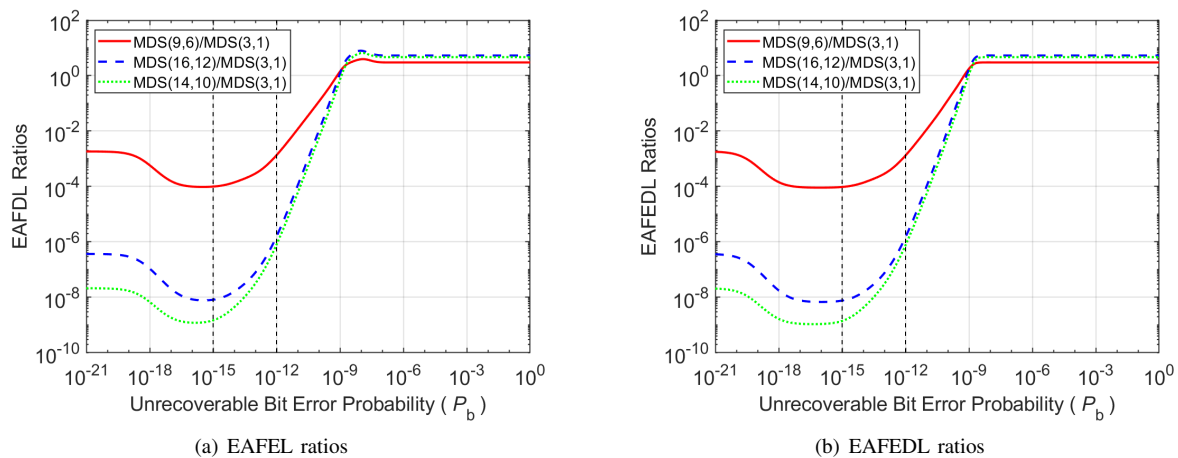 EAFDL Ratios
10^2
10^0
10^-2
10^-4
10^-6
10^-8
10^-10
MDS(9,6)/MDS(3,1)
MDS(16,12)/MDS(3,1)
MDS(14,10)/MDS(3,1)
10^-21 10^-18 10^-15 10^-12 10^-9 10^-6 10^-3 10^0
Unrecoverable Bit Error Probability ( P_b )
(a) EAFEL ratios
EAFEDL Ratios
10^2
10^0
10^-2
10^-4
10^-6
10^-8
10^-10
MDS(9,6)/MDS(3,1)
MDS(16,12)/MDS(3,1)
MDS(14,10)/MDS(3,1)
10^-21 10^-18 10^-15 10^-12 10^-9 10^-6 10^-3 10^0
Unrecoverable Bit Error Probability ( P_b )
(b) EAFEDL ratios